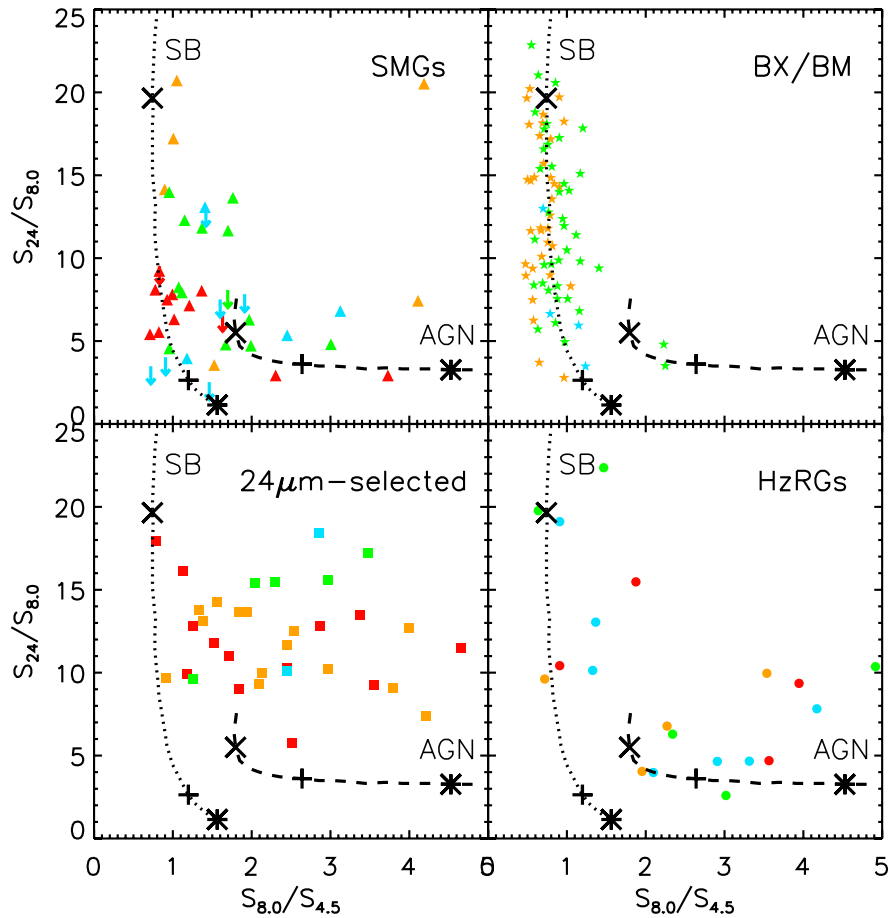 25
20
15
10
5
0
S24/S8.0
SB
SMGs
AGN
SB
BX/BM
AGN
25
20
15
10
5
0
S24/S8.0
SB
24μm-selected
AGN
SB
HzRGs
AGN
0 1 2 3 4 5
0 1 2 3 4 5
S8.0/S4.5
S8.0/S4.5